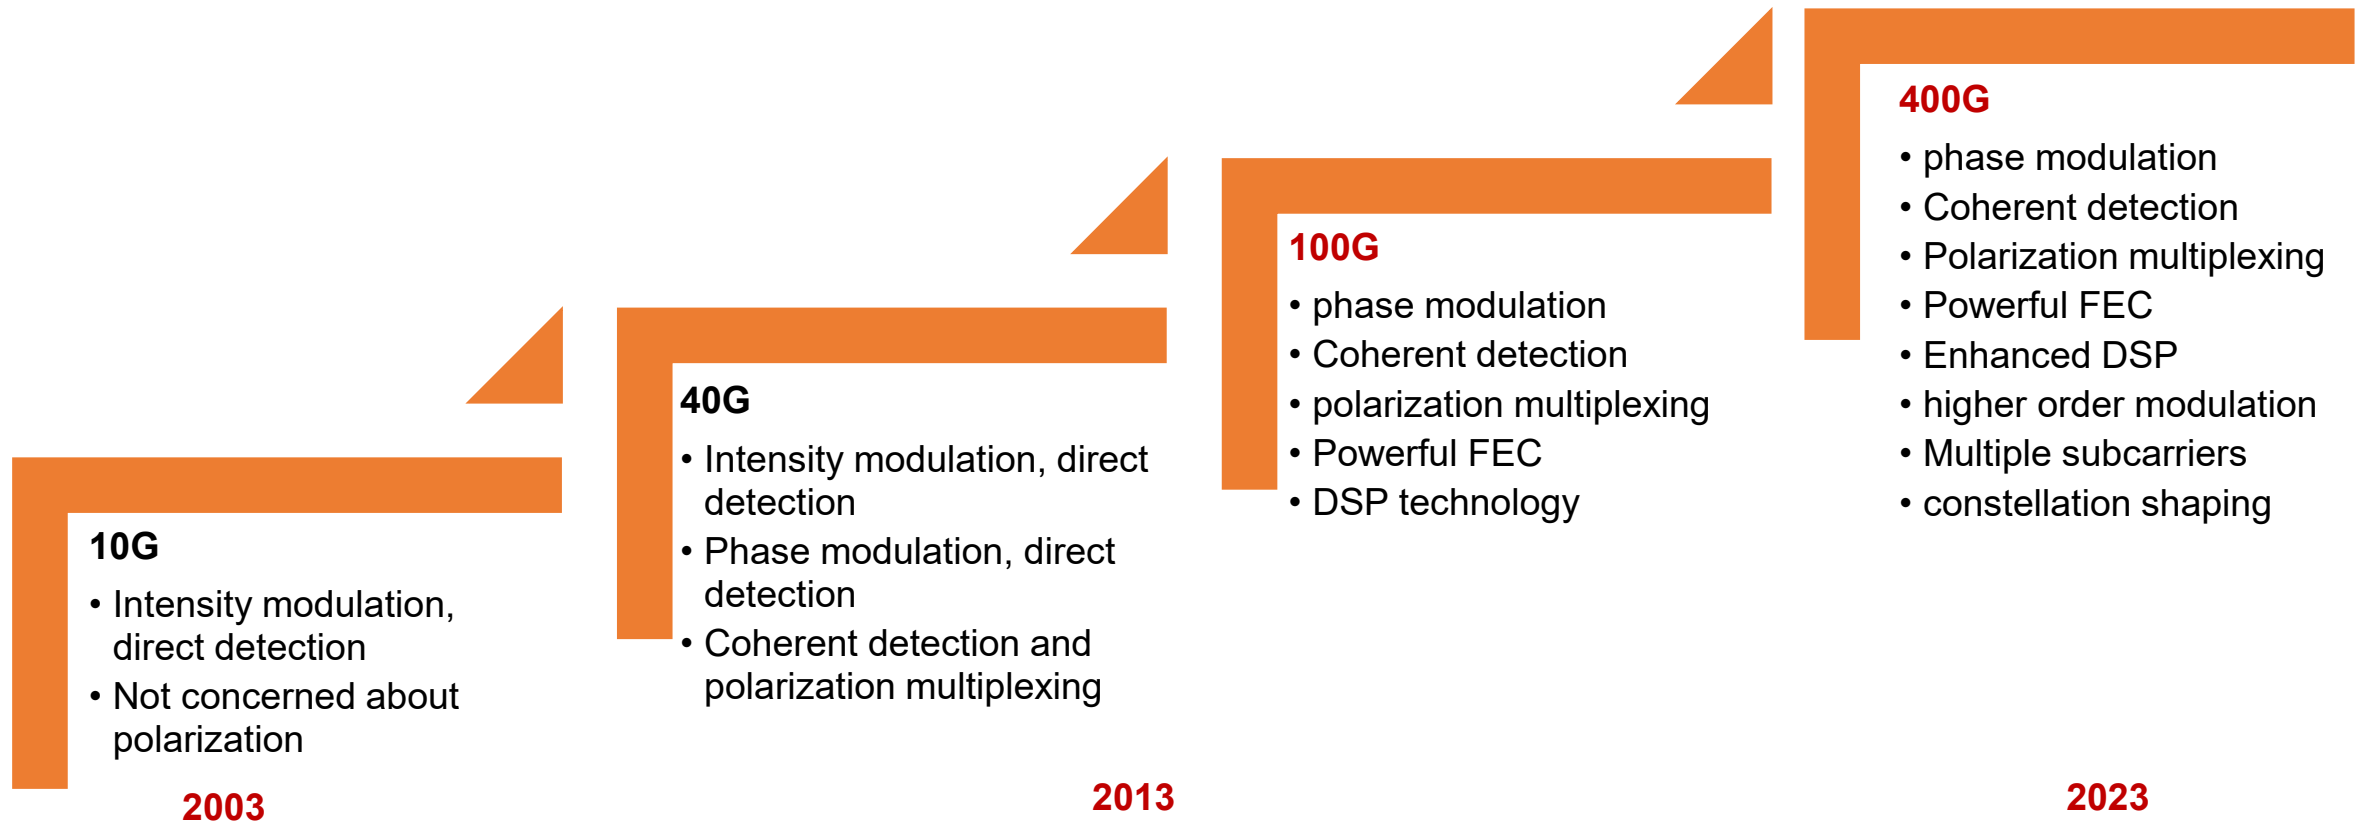 10G
• Intensity modulation,
direct detection
• Not concerned about
polarization
40G
• Intensity modulation, direct
detection
• Phase modulation, direct
detection
• Coherent detection and
polarization multiplexing
100G
• phase modulation
• Coherent detection
• polarization multiplexing
• Powerful FEC
• DSP technology
400G
• phase modulation
• Coherent detection
• Polarization multiplexing
• Powerful FEC
• Enhanced DSP
• higher order modulation
• Multiple subcarriers
• constellation shaping
2003
2013
2023